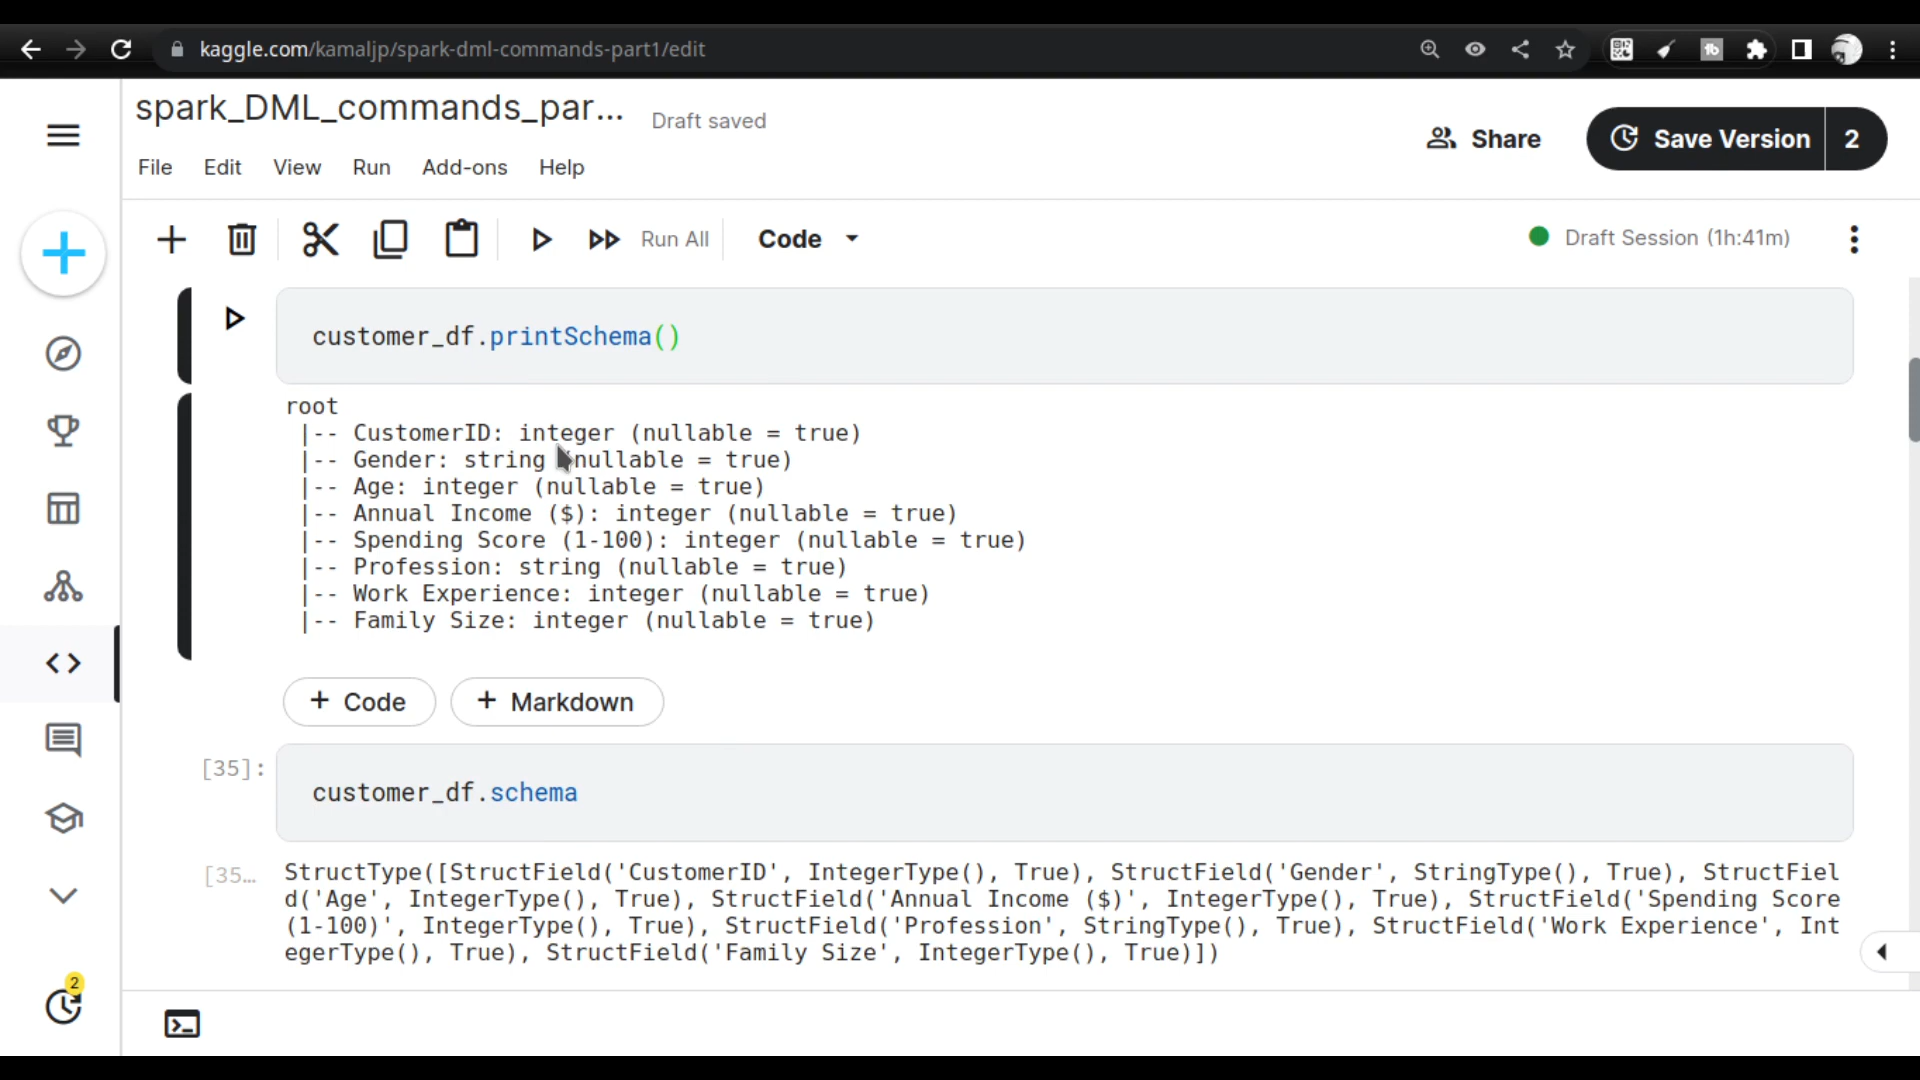 kaggle.com/kamaljp/spark-dml-commands-part1/edit
spark_DML_commands_par...
Draft saved
File Edit View Run Add-ons Help
Share
Save Version 2
Run All
Code
Draft Session (1h:41m)
customer_df.printSchema()
root
|-- CustomerID: integer (nullable = true)
|-- Gender: string (nullable = true)
|-- Age: integer (nullable = true)
|-- Annual Income ($): integer (nullable = true)
|-- Spending Score (1-100): integer (nullable = true)
|-- Profession: string (nullable = true)
|-- Work Experience: integer (nullable = true)
|-- Family Size: integer (nullable = true)
+ Code + Markdown
[35]:
customer_df.schema
[35…
StructType([StructField('CustomerID', IntegerType(), True), StructField('Gender', StringType(), True), StructFiel
d('Age', IntegerType(), True), StructField('Annual Income ($)', IntegerType(), True), StructField('Spending Score
(1-100)', IntegerType(), True), StructField('Profession', StringType(), True), StructField('Work Experience', Int
egerType(), True), StructField('Family Size', IntegerType(), True)])
2